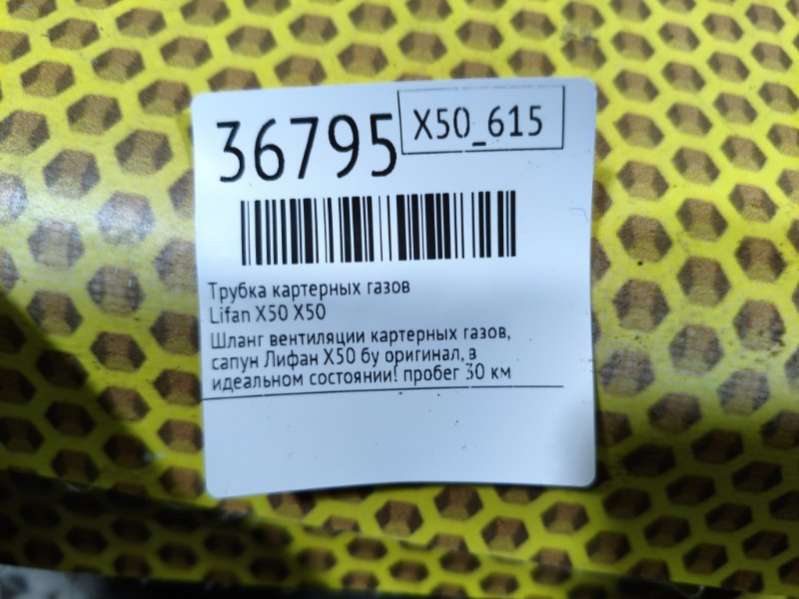 36795
X50_615
Трубка картерных газов
Lifan X50 X50
Шланг вентиляции картерных газов,
сапун Лифан Х50 бу оригинал, в
идеальном состоянии! пробег 30 км